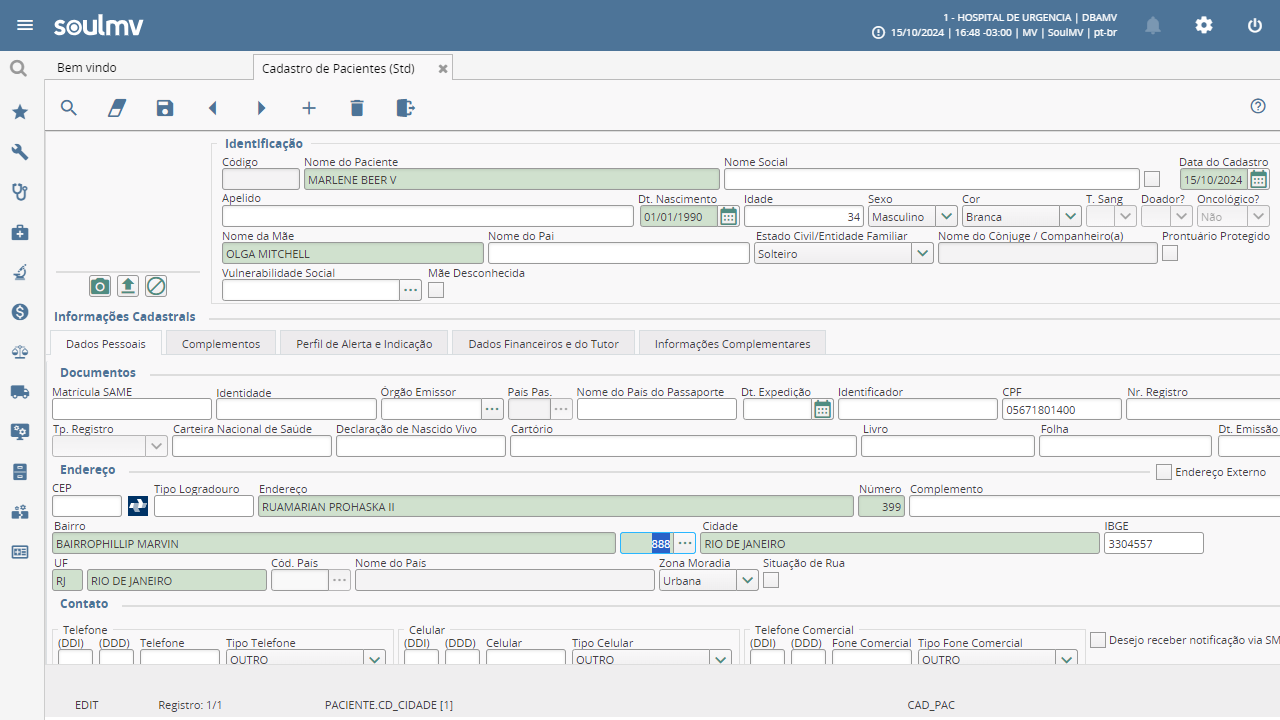 soulmv
1 - HOSPITAL DE URGENCIA | DBAMV
15/10/2024 | 16:48 -03:00 | MV | SoulMV | pt-br
Bem vindo
Cadastro de Pacientes (Std)
Identificação
Código
Nome do Paciente
Nome Social
Data do Cadastro
MARLENE BEER V
15/10/2024
Apelido
Dt. Nascimento
Idade
Sexo
Cor
T. Sang
Doador?
Oncológico?
01/01/1990
34
Masculino
Branca
Não
Nome da Mãe
Nome do Pai
Estado Civil/Entidade Familiar
Nome do Cônjuge / Companheiro(a)
Prontuário Protegido
OLGA MITCHELL
Solteiro
Vulnerabilidade Social
Mãe Desconhecida
Informações Cadastrais
Dados Pessoais
Complementos
Perfil de Alerta e Indicação
Dados Financeiros e do Tutor
Informações Complementares
Documentos
Matrícula SAME
Identidade
Órgão Emissor
País Pas.
Nome do País do Passaporte
Dt. Expedição
Identificador
CPF
Nr. Registro
05671801400
Tp. Registro
Carteira Nacional de Saúde
Declaração de Nascido Vivo
Cartório
Livro
Folha
Dt. Emissão
Endereço
Endereço Externo
CEP
Tipo Logradouro
Endereço
Número
Complemento
RUAMARIAN PROHASKA II
399
Bairro
Cidade
IBGE
BAIRROPHILLIP MARVIN
888
RIO DE JANEIRO
3304557
UF
Cód. País
Nome do País
Zona Moradia
Situação de Rua
RJ
RIO DE JANEIRO
Urbana
Contato
Telefone
Celular
Telefone Comercial
(DDI)
(DDD)
Telefone
Tipo Telefone
(DDI)
(DDD)
Celular
Tipo Celular
(DDI)
(DDD)
Fone Comercial
Tipo Fone Comercial
Desejo receber notificação via SM
OUTRO
OUTRO
OUTRO
EDIT
Registro: 1/1
PACIENTE.CD_CIDADE [1]
CAD_PAC